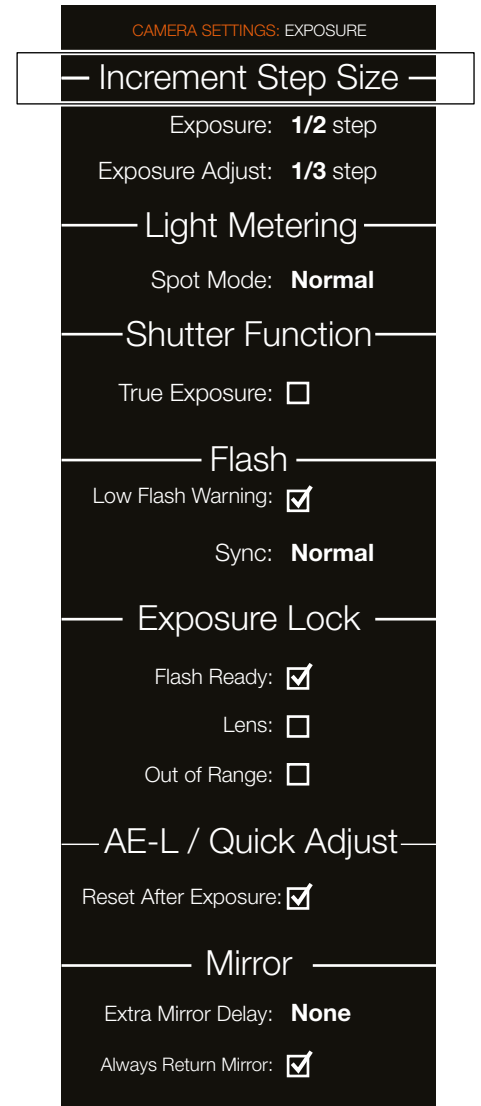 CAMERA SETTINGS: EXPOSURE
Increment Step Size
Exposure: 1/2 step
Exposure Adjust: 1/3 step
Light Metering
Spot Mode: Normal
Shutter Function
True Exposure:
Flash
Low Flash Warning:
Sync: Normal
Exposure Lock
Flash Ready:
Lens:
Out of Range:
AE-L / Quick Adjust
Reset After Exposure:
Mirror
Extra Mirror Delay: None
Always Return Mirror: